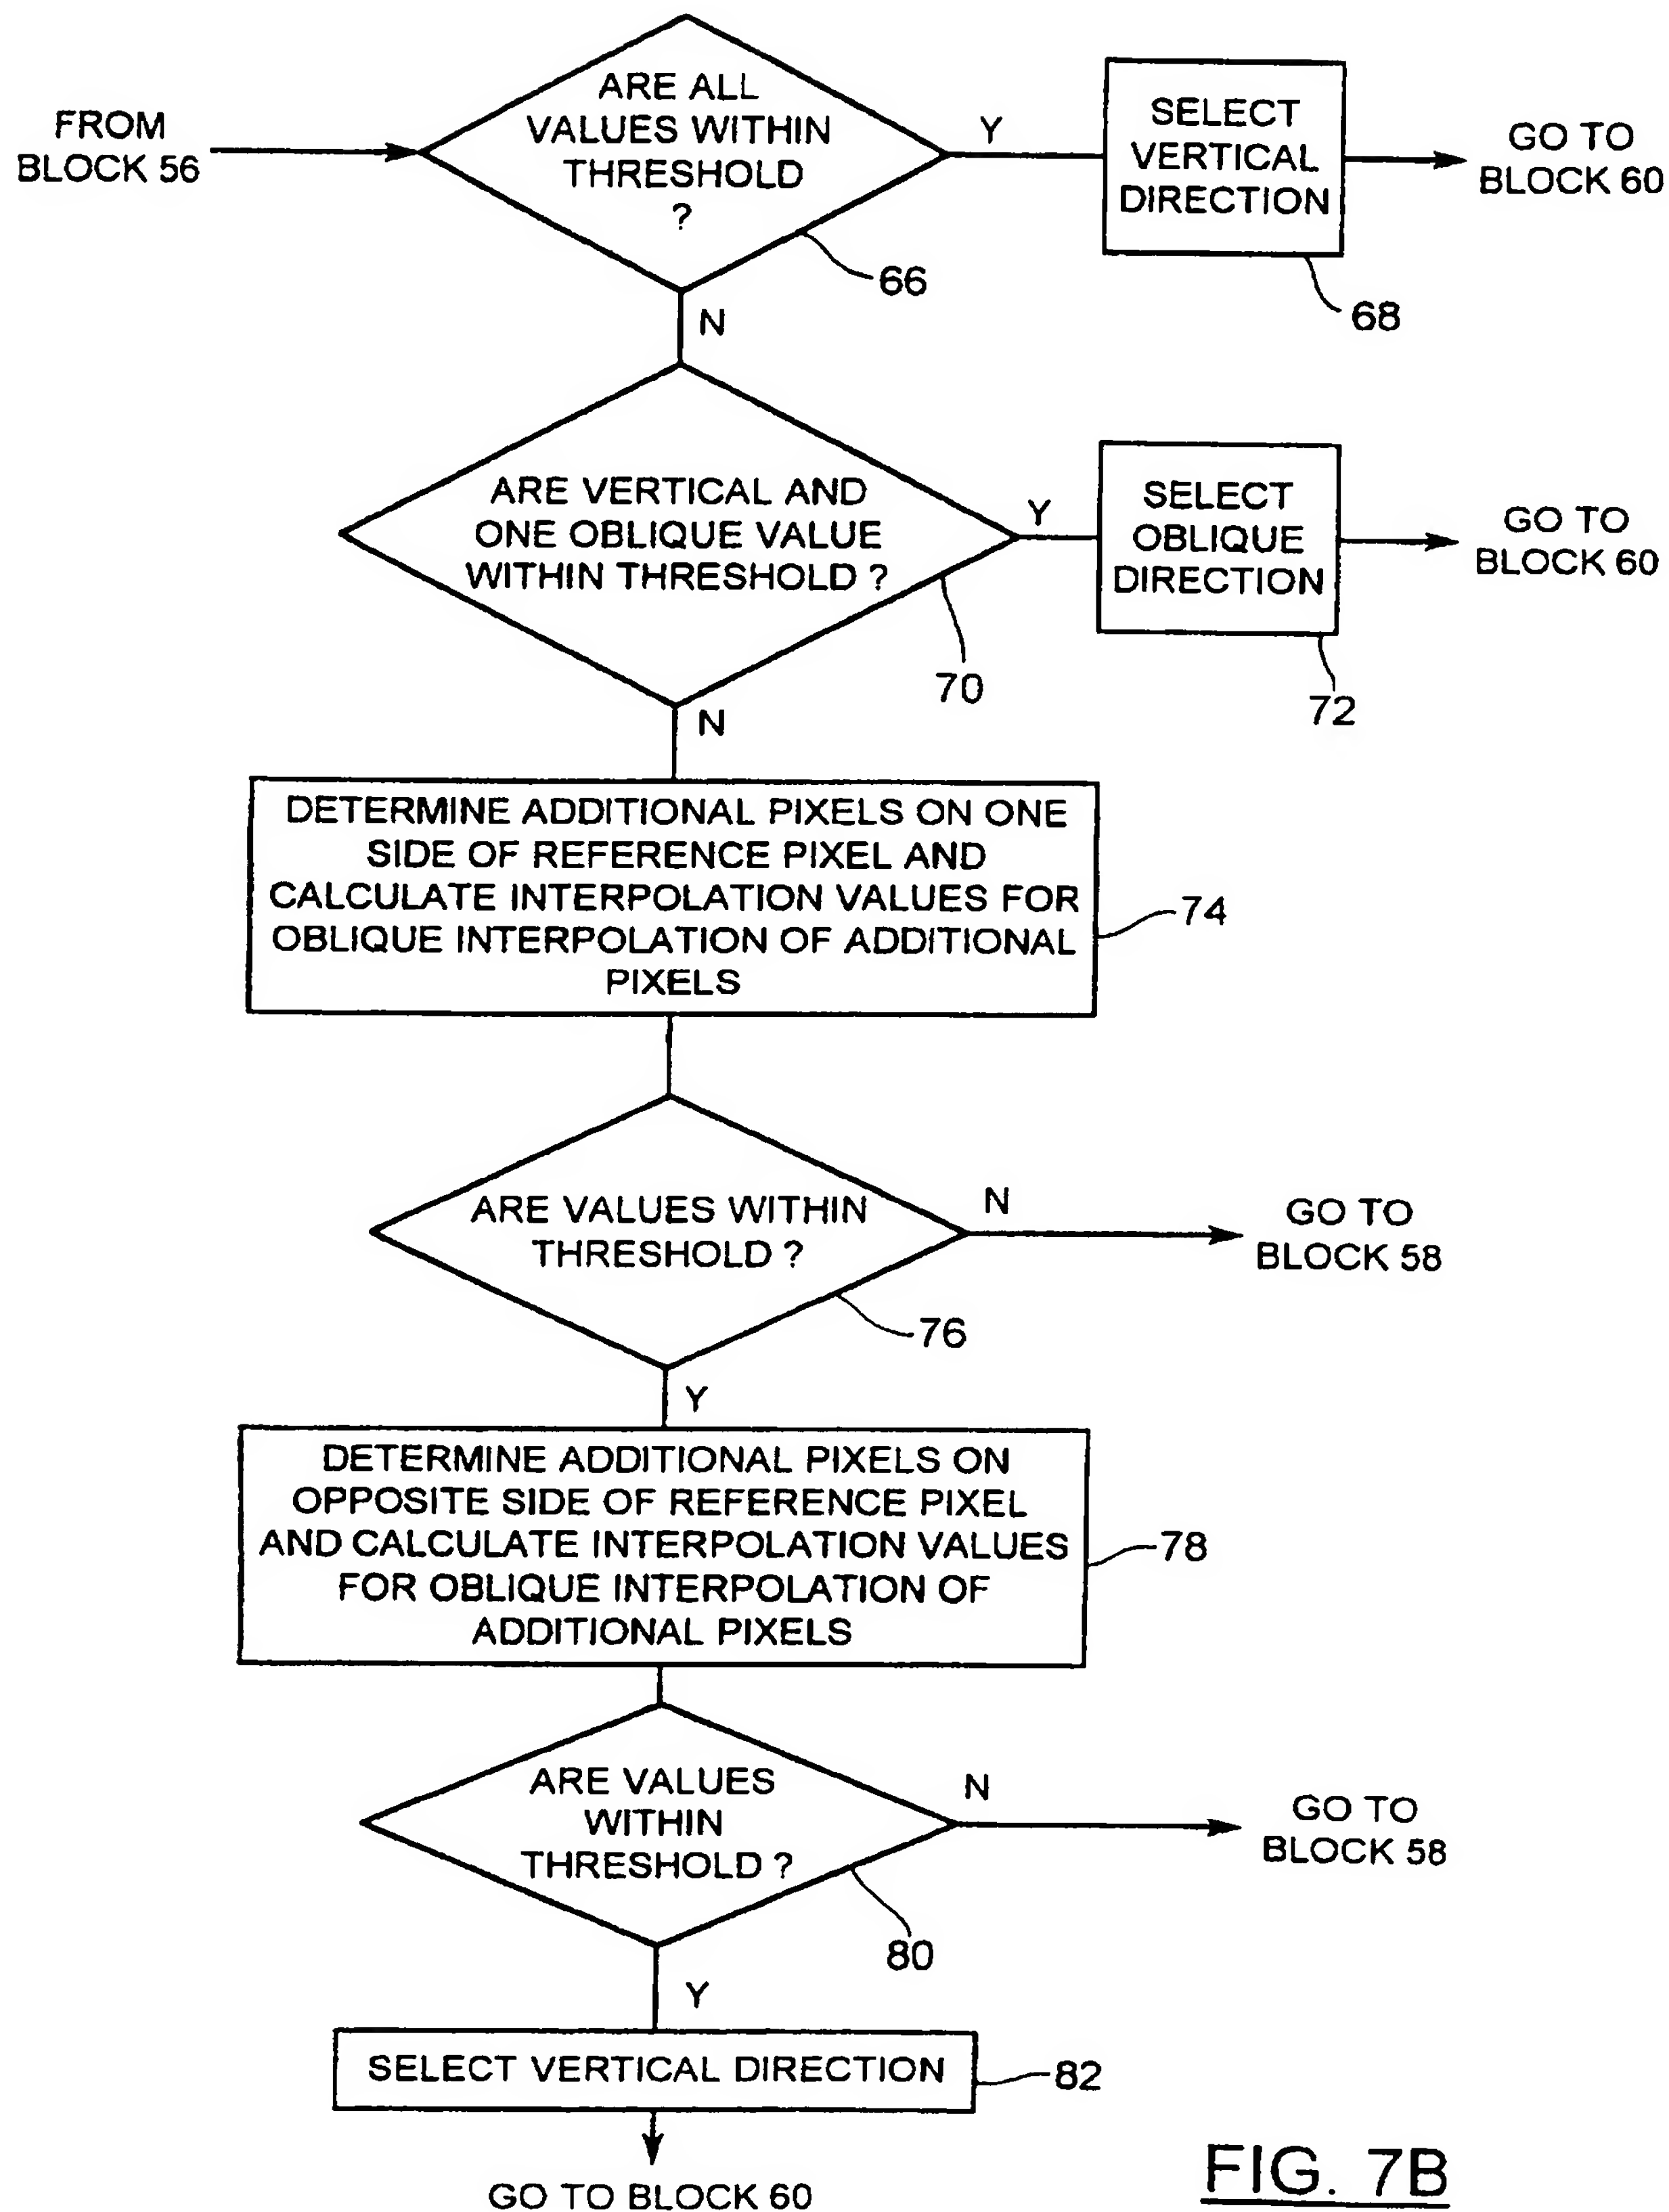 FROM
BLOCK 56
ARE ALL
VALUES WITHIN
THRESHOLD
?
Y
SELECT
VERTICAL
DIRECTION
GO TO
BLOCK 60
66
68
N
ARE VERTICAL AND
ONE OBLIQUE VALUE
WITHIN THRESHOLD ?
Y
SELECT
OBLIQUE
DIRECTION
GO TO
BLOCK 60
70
72
N
DETERMINE ADDITIONAL PIXELS ON ONE
SIDE OF REFERENCE PIXEL AND
CALCULATE INTERPOLATION VALUES FOR
OBLIQUE INTERPOLATION OF ADDITIONAL
PIXELS
74
ARE VALUES WITHIN
THRESHOLD ?
N
GO TO
BLOCK 58
76
Y
DETERMINE ADDITIONAL PIXELS ON
OPPOSITE SIDE OF REFERENCE PIXEL
AND CALCULATE INTERPOLATION VALUES
FOR OBLIQUE INTERPOLATION OF
ADDITIONAL PIXELS
78
ARE VALUES
WITHIN
THRESHOLD ?
N
GO TO
BLOCK 58
80
Y
SELECT VERTICAL DIRECTION
82
GO TO BLOCK 60
FIG. 7B